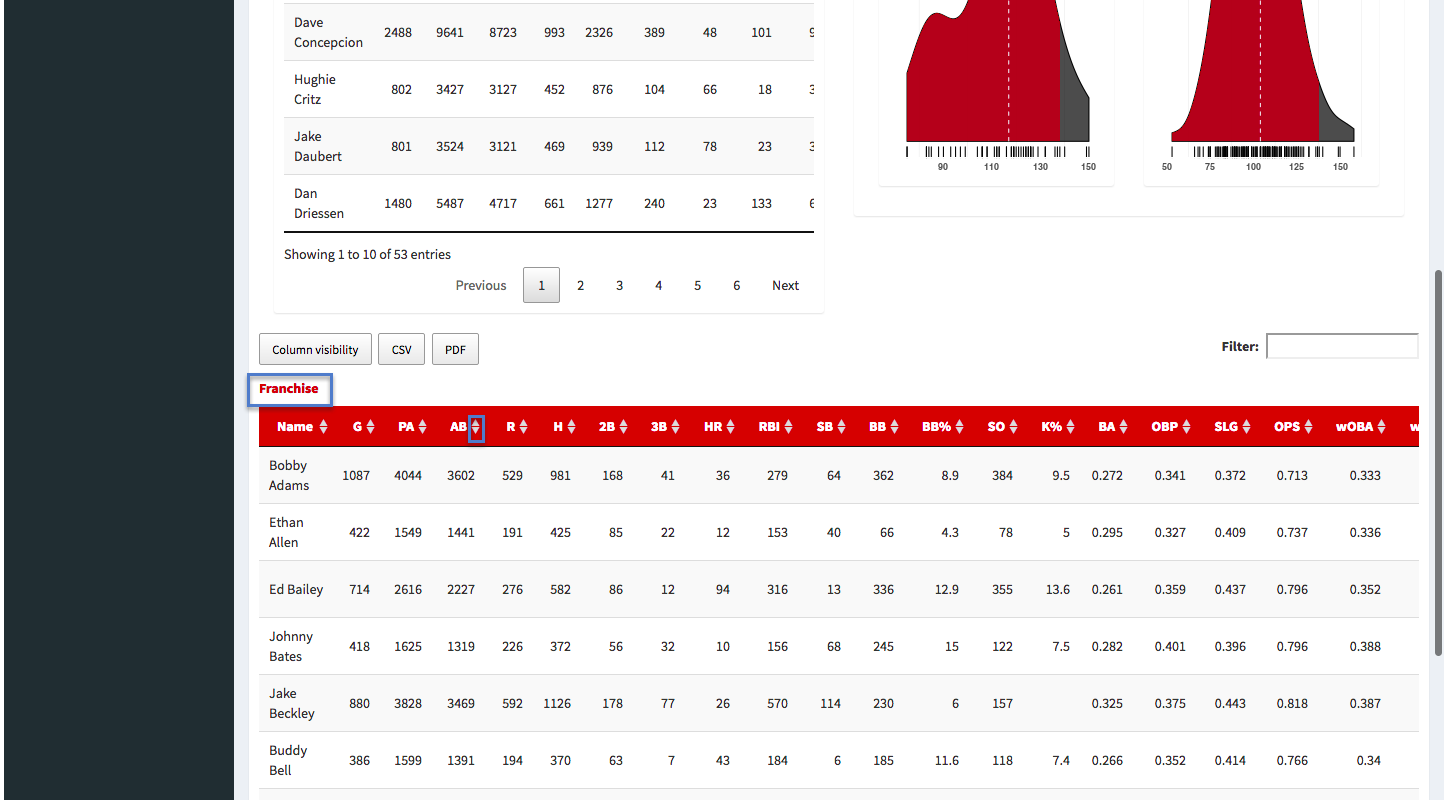 Dave Concepcion 2488 9641 8723 993 2326 389 48 101
Hughie Critz 802 3427 3127 452 876 104 66 18
Jake Daubert 801 3524 3121 469 939 112 78 23
Dan Driessen 1480 5487 4717 661 1277 240 23 133
Showing 1 to 10 of 53 entries
Previous 1 2 3 4 5 6 Next
90 110 130 150
50 75 100 125 150
Column visibility CSV PDF
Filter:
Franchise
Name G PA AB R H 2B 3B HR RBI SB BB BB% SO K% BA OBP SLG OPS wOBA w
Bobby Adams 1087 4044 3602 529 981 168 41 36 279 64 362 8.9 384 9.5 0.272 0.341 0.372 0.713 0.333
Ethan Allen 422 1549 1441 191 425 85 22 12 153 40 66 4.3 78 5 0.295 0.327 0.409 0.737 0.336
Ed Bailey 714 2616 2227 276 582 86 12 94 316 13 336 12.9 355 13.6 0.261 0.359 0.437 0.796 0.352
Johnny Bates 418 1625 1319 226 372 56 32 10 156 68 245 15 122 7.5 0.282 0.401 0.396 0.796 0.388
Jake Beckley 880 3828 3469 592 1126 178 77 26 570 114 230 6 157 0.325 0.375 0.443 0.818 0.387
Buddy Bell 386 1599 1391 194 370 63 7 43 184 6 185 11.6 118 7.4 0.266 0.352 0.414 0.766 0.34